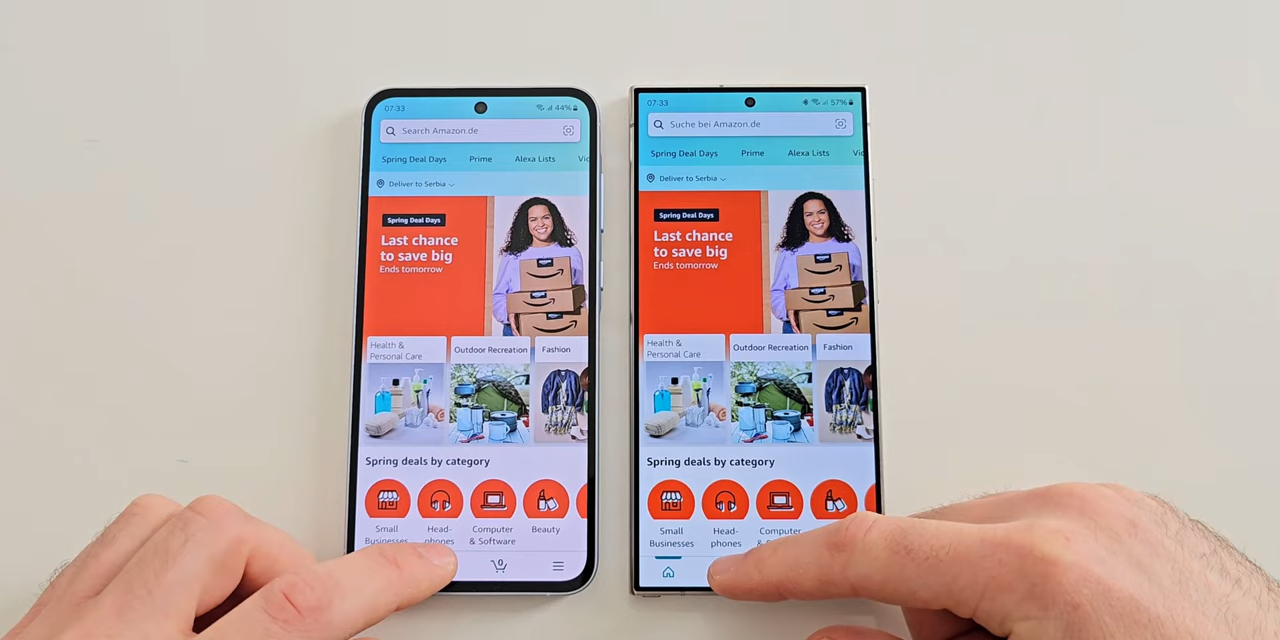 07:33
44%
Search Amazon.de
Spring Deal Days
Prime
Alexa Lists
Deliver to Serbia
Spring Deal Days
Last chance
to save big
Ends tomorrow
Health &
Personal Care
Outdoor Recreation
Fashion
Spring deals by category
Small
Businesses
Head-
phones
Computer
& Software
Beauty
0
07:33
57%
Suche bei Amazon.de
Spring Deal Days
Prime
Alexa Lists
Deliver to Serbia
Spring Deal Days
Last chance
to save big
Ends tomorrow
Health &
Personal Care
Outdoor Recreation
Fashion
Spring deals by category
Small
Businesses
Head-
phones
Computer